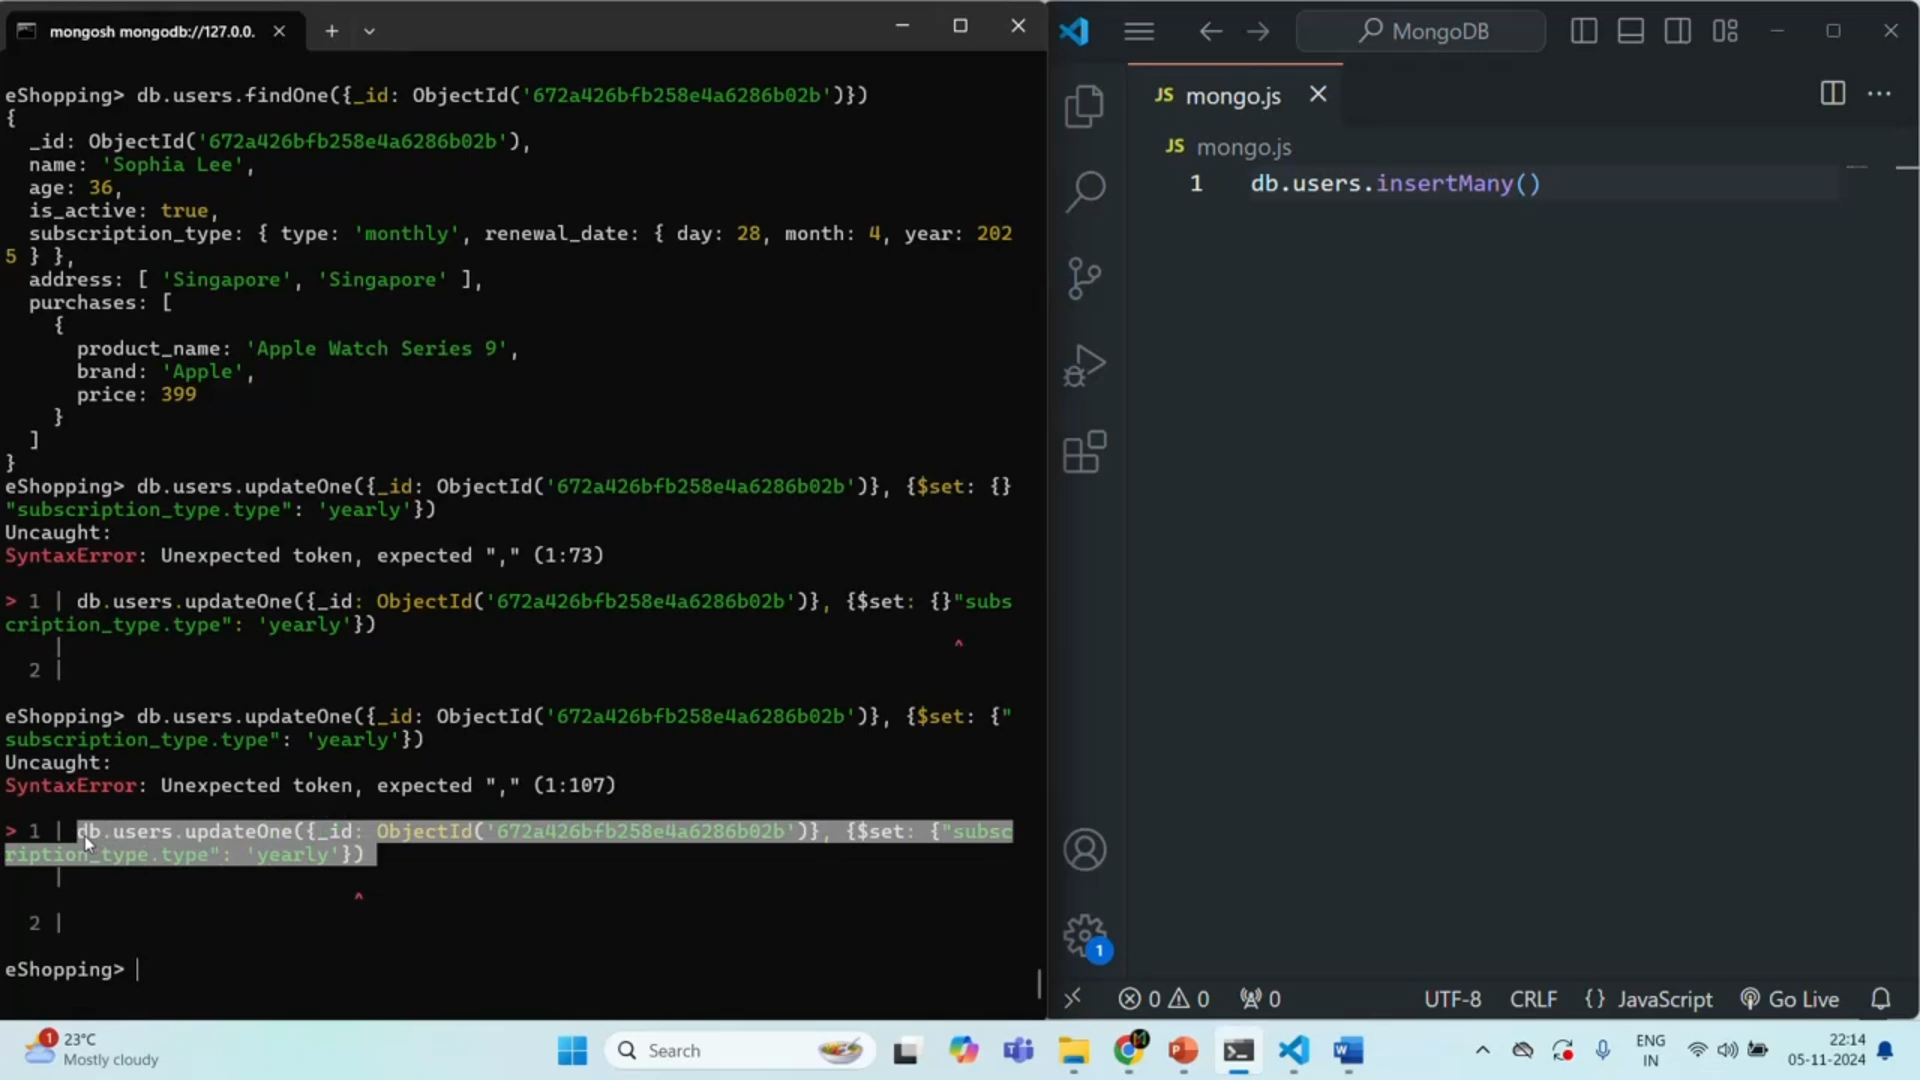 mongosh mongodb://127.0.0.
MongoDB
eShopping> db.users.findOne({_id: ObjectId('672a426bfb258e4a6286b02b')})
{
_id: ObjectId('672a426bfb258e4a6286b02b'),
name: 'Sophia Lee',
age: 36,
is_active: true,
subscription_type: { type: 'monthly', renewal_date: { day: 28, month: 4, year: 202
5 } },
address: [ 'Singapore', 'Singapore' ],
purchases: [
{
product_name: 'Apple Watch Series 9',
brand: 'Apple',
price: 399
}
]
}
eShopping> db.users.updateOne({_id: ObjectId('672a426bfb258e4a6286b02b')}, {$set: {}
"subscription_type.type": 'yearly'})
Uncaught:
SyntaxError: Unexpected token, expected "," (1:73)
> 1 | db.users.updateOne({_id: ObjectId('672a426bfb258e4a6286b02b')}, {$set: {}"subs
cription_type.type": 'yearly'})
| ^
2 |
eShopping> db.users.updateOne({_id: ObjectId('672a426bfb258e4a6286b02b')}, {$set: {"
subscription_type.type": 'yearly'})
Uncaught:
SyntaxError: Unexpected token, expected "," (1:107)
> 1 | db.users.updateOne({_id: ObjectId('672a426bfb258e4a6286b02b')}, {$set: {"subsc
ription_type.type": 'yearly'})
|
^
2 |
eShopping>
JS mongo.js
JS mongo.js
1 db.users.insertMany()
1
0 0 0 UTF-8 CRLF {} JavaScript Go Live
1
23°C
Mostly cloudy
Search
ENG
IN
22:14
05-11-2024